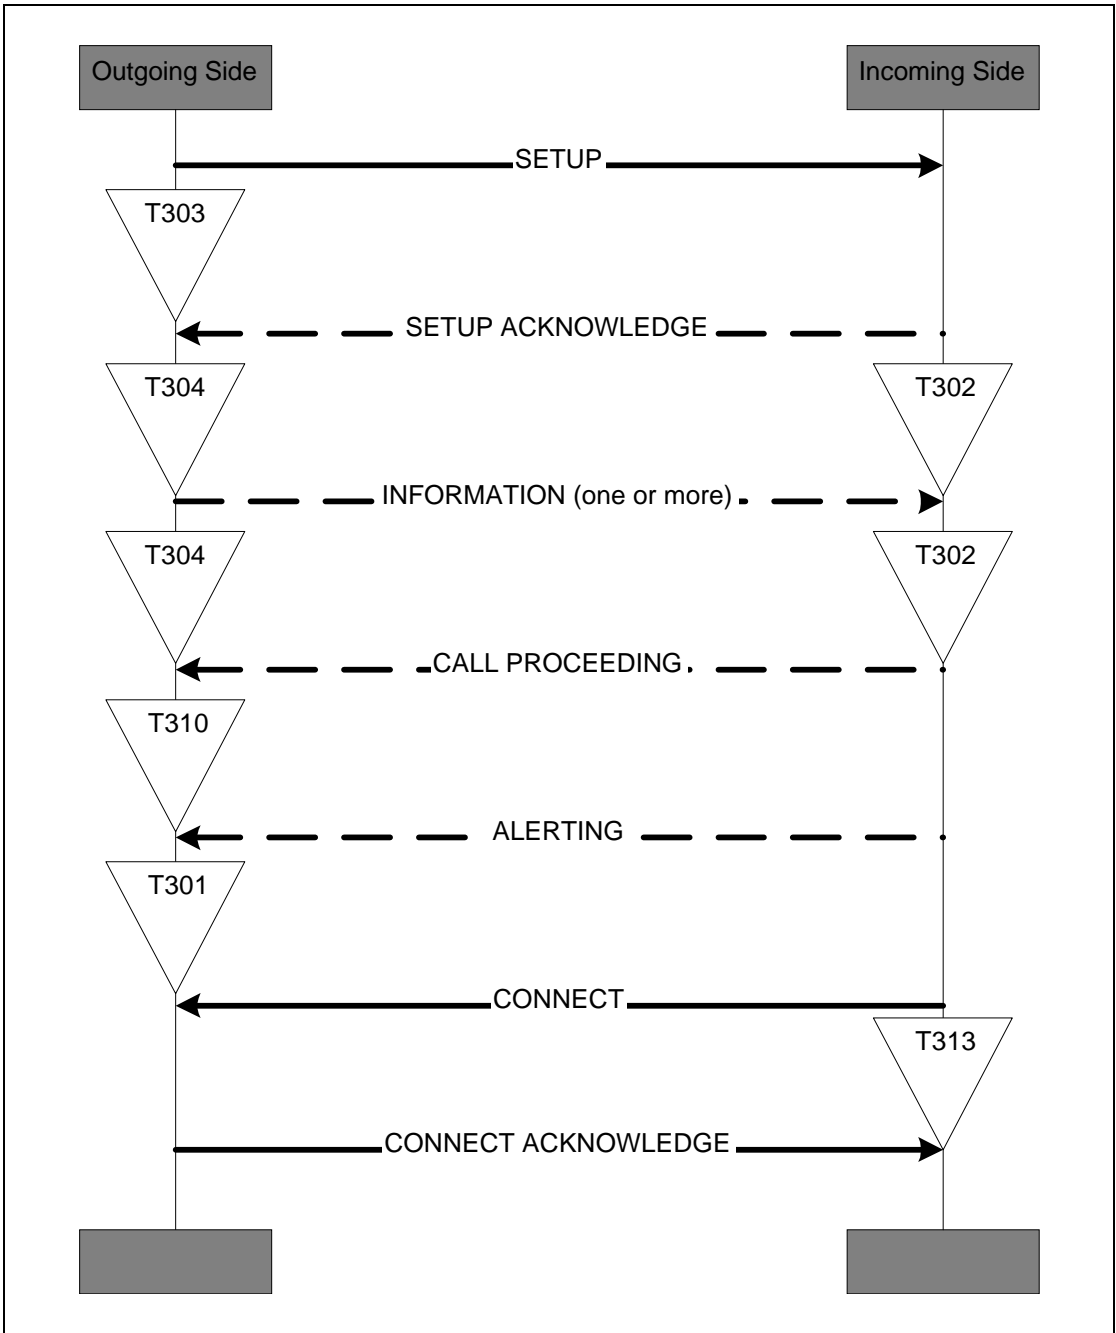 Outgoing Side
Incoming Side
SETUP
T303
SETUP ACKNOWLEDGE
T304
T302
INFORMATION (one or more)
T304
T302
CALL PROCEEDING
T310
ALERTING
T301
CONNECT
T313
CONNECT ACKNOWLEDGE